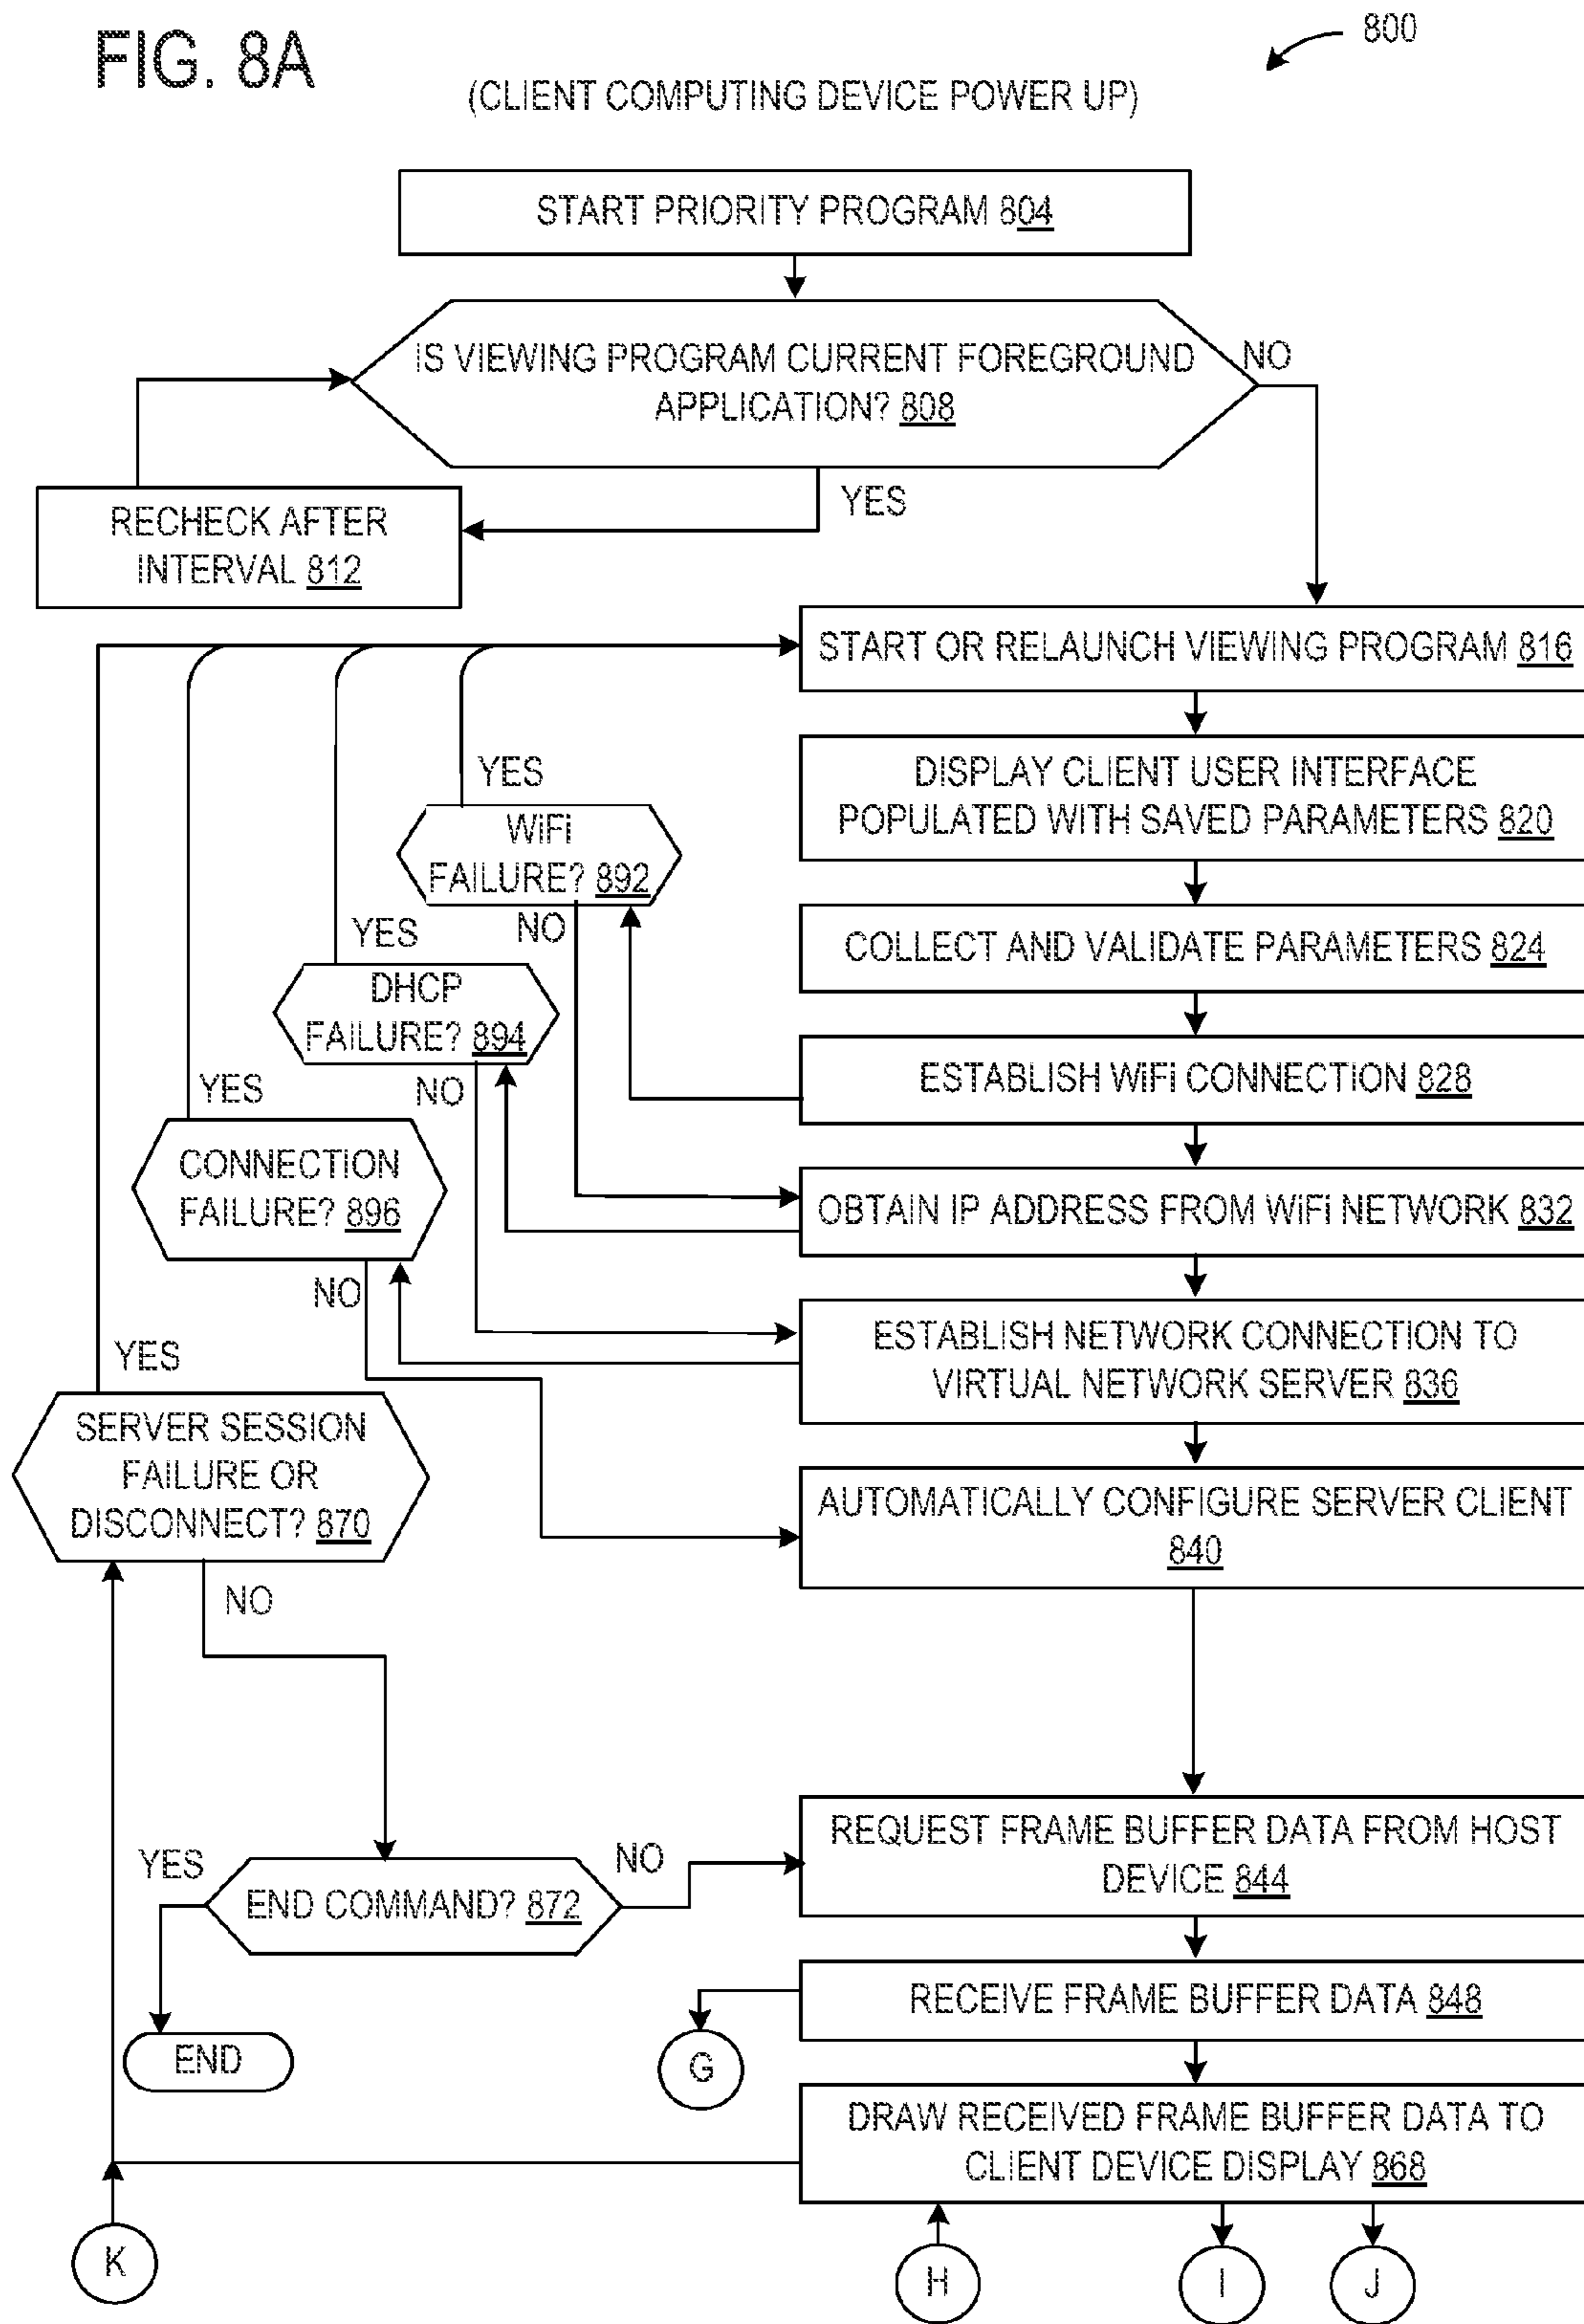 FIG. 8A
800
(CLIENT COMPUTING DEVICE POWER UP)
START PRIORITY PROGRAM 804
IS VIEWING PROGRAM CURRENT FOREGROUND
APPLICATION? 808
NO
YES
RECHECK AFTER
INTERVAL 812
START OR RELAUNCH VIEWING PROGRAM 816
DISPLAY CLIENT USER INTERFACE
POPULATED WITH SAVED PARAMETERS 820
YES
WiFi
FAILURE? 892
NO
COLLECT AND VALIDATE PARAMETERS 824
YES
DHCP
FAILURE? 894
NO
ESTABLISH WiFi CONNECTION 828
YES
CONNECTION
FAILURE? 896
NO
OBTAIN IP ADDRESS FROM WiFi NETWORK 832
ESTABLISH NETWORK CONNECTION TO
VIRTUAL NETWORK SERVER 836
YES
SERVER SESSION
FAILURE OR
DISCONNECT? 870
NO
AUTOMATICALLY CONFIGURE SERVER CLIENT
840
REQUEST FRAME BUFFER DATA FROM HOST
DEVICE 844
YES
END COMMAND? 872
NO
RECEIVE FRAME BUFFER DATA 848
END
G
DRAW RECEIVED FRAME BUFFER DATA TO
CLIENT DEVICE DISPLAY 868
K
H
I
J